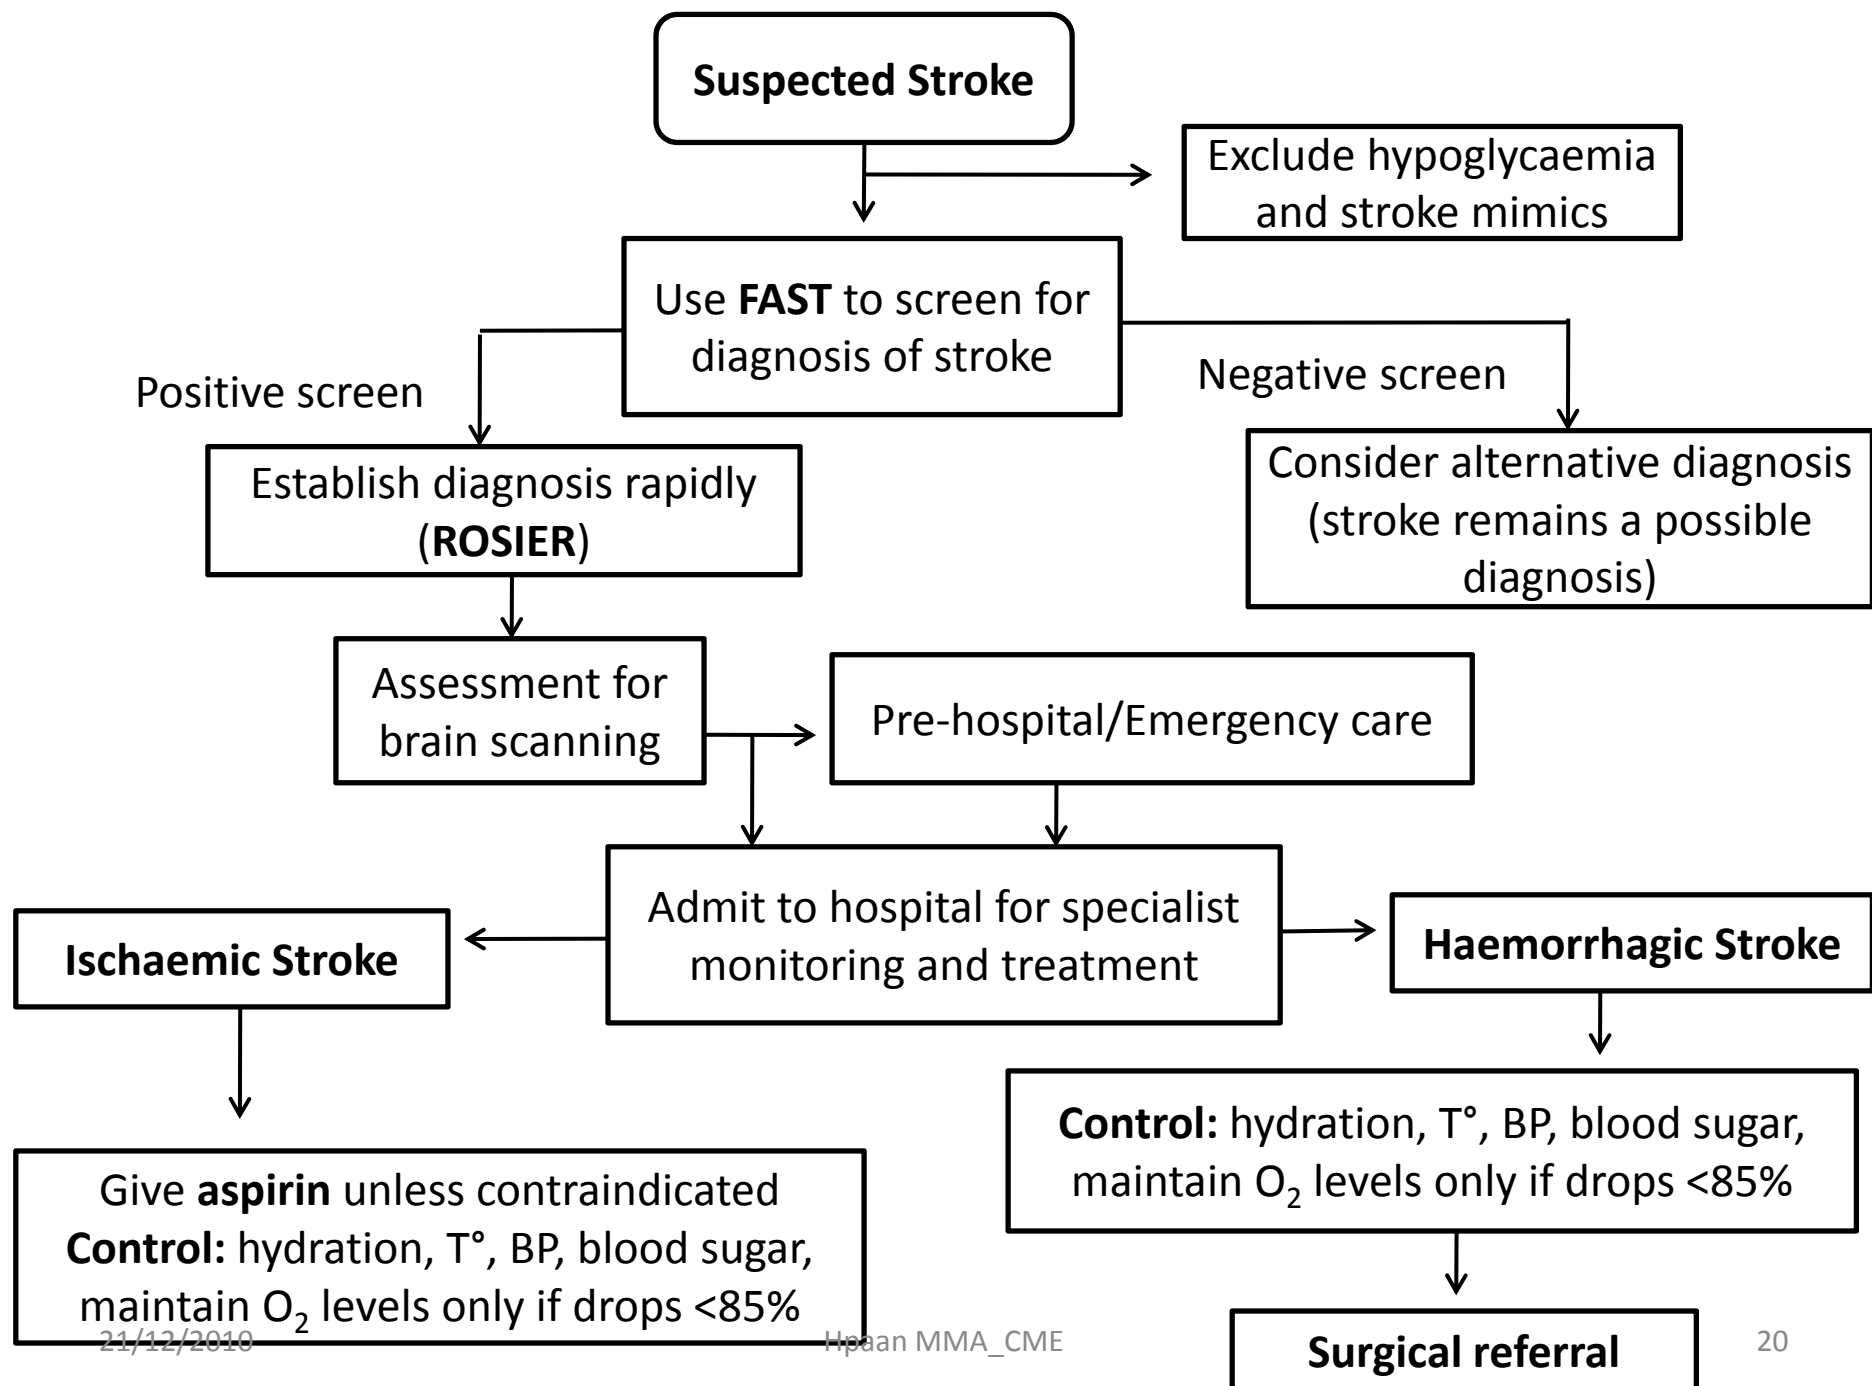 Suspected Stroke
Exclude hypoglycaemia
and stroke mimics
Use FAST to screen for
diagnosis of stroke
Positive screen
Negative screen
Establish diagnosis rapidly
(ROSIER)
Consider alternative diagnosis
(stroke remains a possible
diagnosis)
Assessment for
brain scanning
Pre-hospital/Emergency care
Admit to hospital for specialist
monitoring and treatment
Ischaemic Stroke
Haemorrhagic Stroke
Control: hydration, T°, BP, blood sugar,
maintain O₂ levels only if drops <85%
Give aspirin unless contraindicated
Control: hydration, T°, BP, blood sugar,
maintain O₂ levels only if drops <85%
Surgical referral
21/12/2010
Hpaan MMA_CME
20